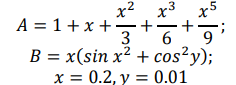 A = 1 + x + x²/3 + x³/6 + x⁵/9;
B = x(sin x² + cos²y);
x = 0.2, y = 0.01